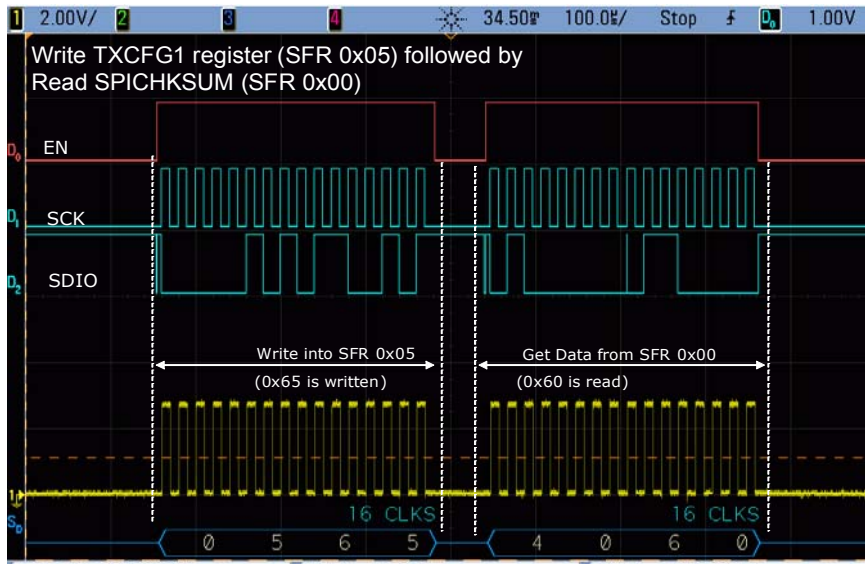 1 2.00V/ 2 3 4 34.50㎳ 100.0㎲/ Stop D₀ 1.00V
Write TXCFG1 register (SFR 0x05) followed by
Read SPICHKSUM (SFR 0x00)
D₀ EN
D₁ SCK
D₂ SDIO
Write into SFR 0x05 Get Data from SFR 0x00
(0x65 is written) (0x60 is read)
1
16 CLKS 16 CLKS
0 5 6 5 4 0 6 0